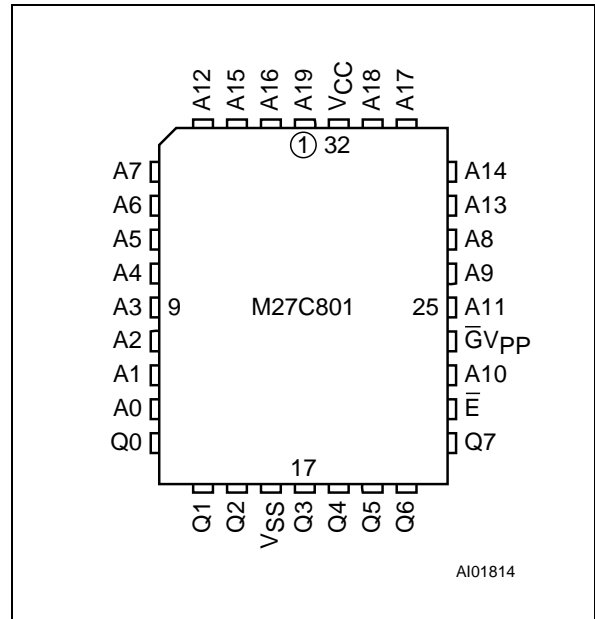 A12 A15 A16 A19 VCC A18 A17
① 32
A7 A14
A6 A13
A5 A8
A4 A9
A3 9 M27C801 25 A11
A2 G̅VPP
A1 A10
A0 E̅
Q0 Q7
17
Q1 Q2 VSS Q3 Q4 Q5 Q6
AI01814